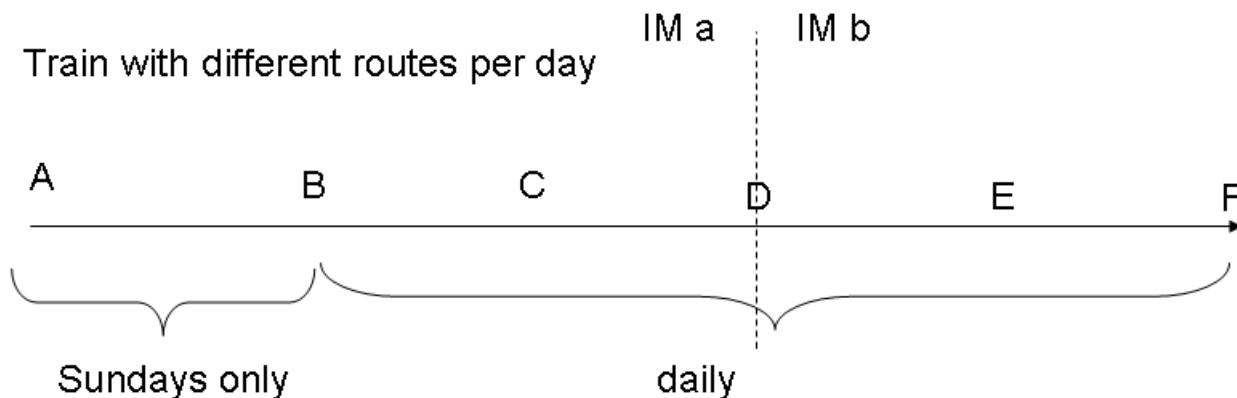 IM a IM b
Train with different routes per day
A B C D E F
Sundays only daily